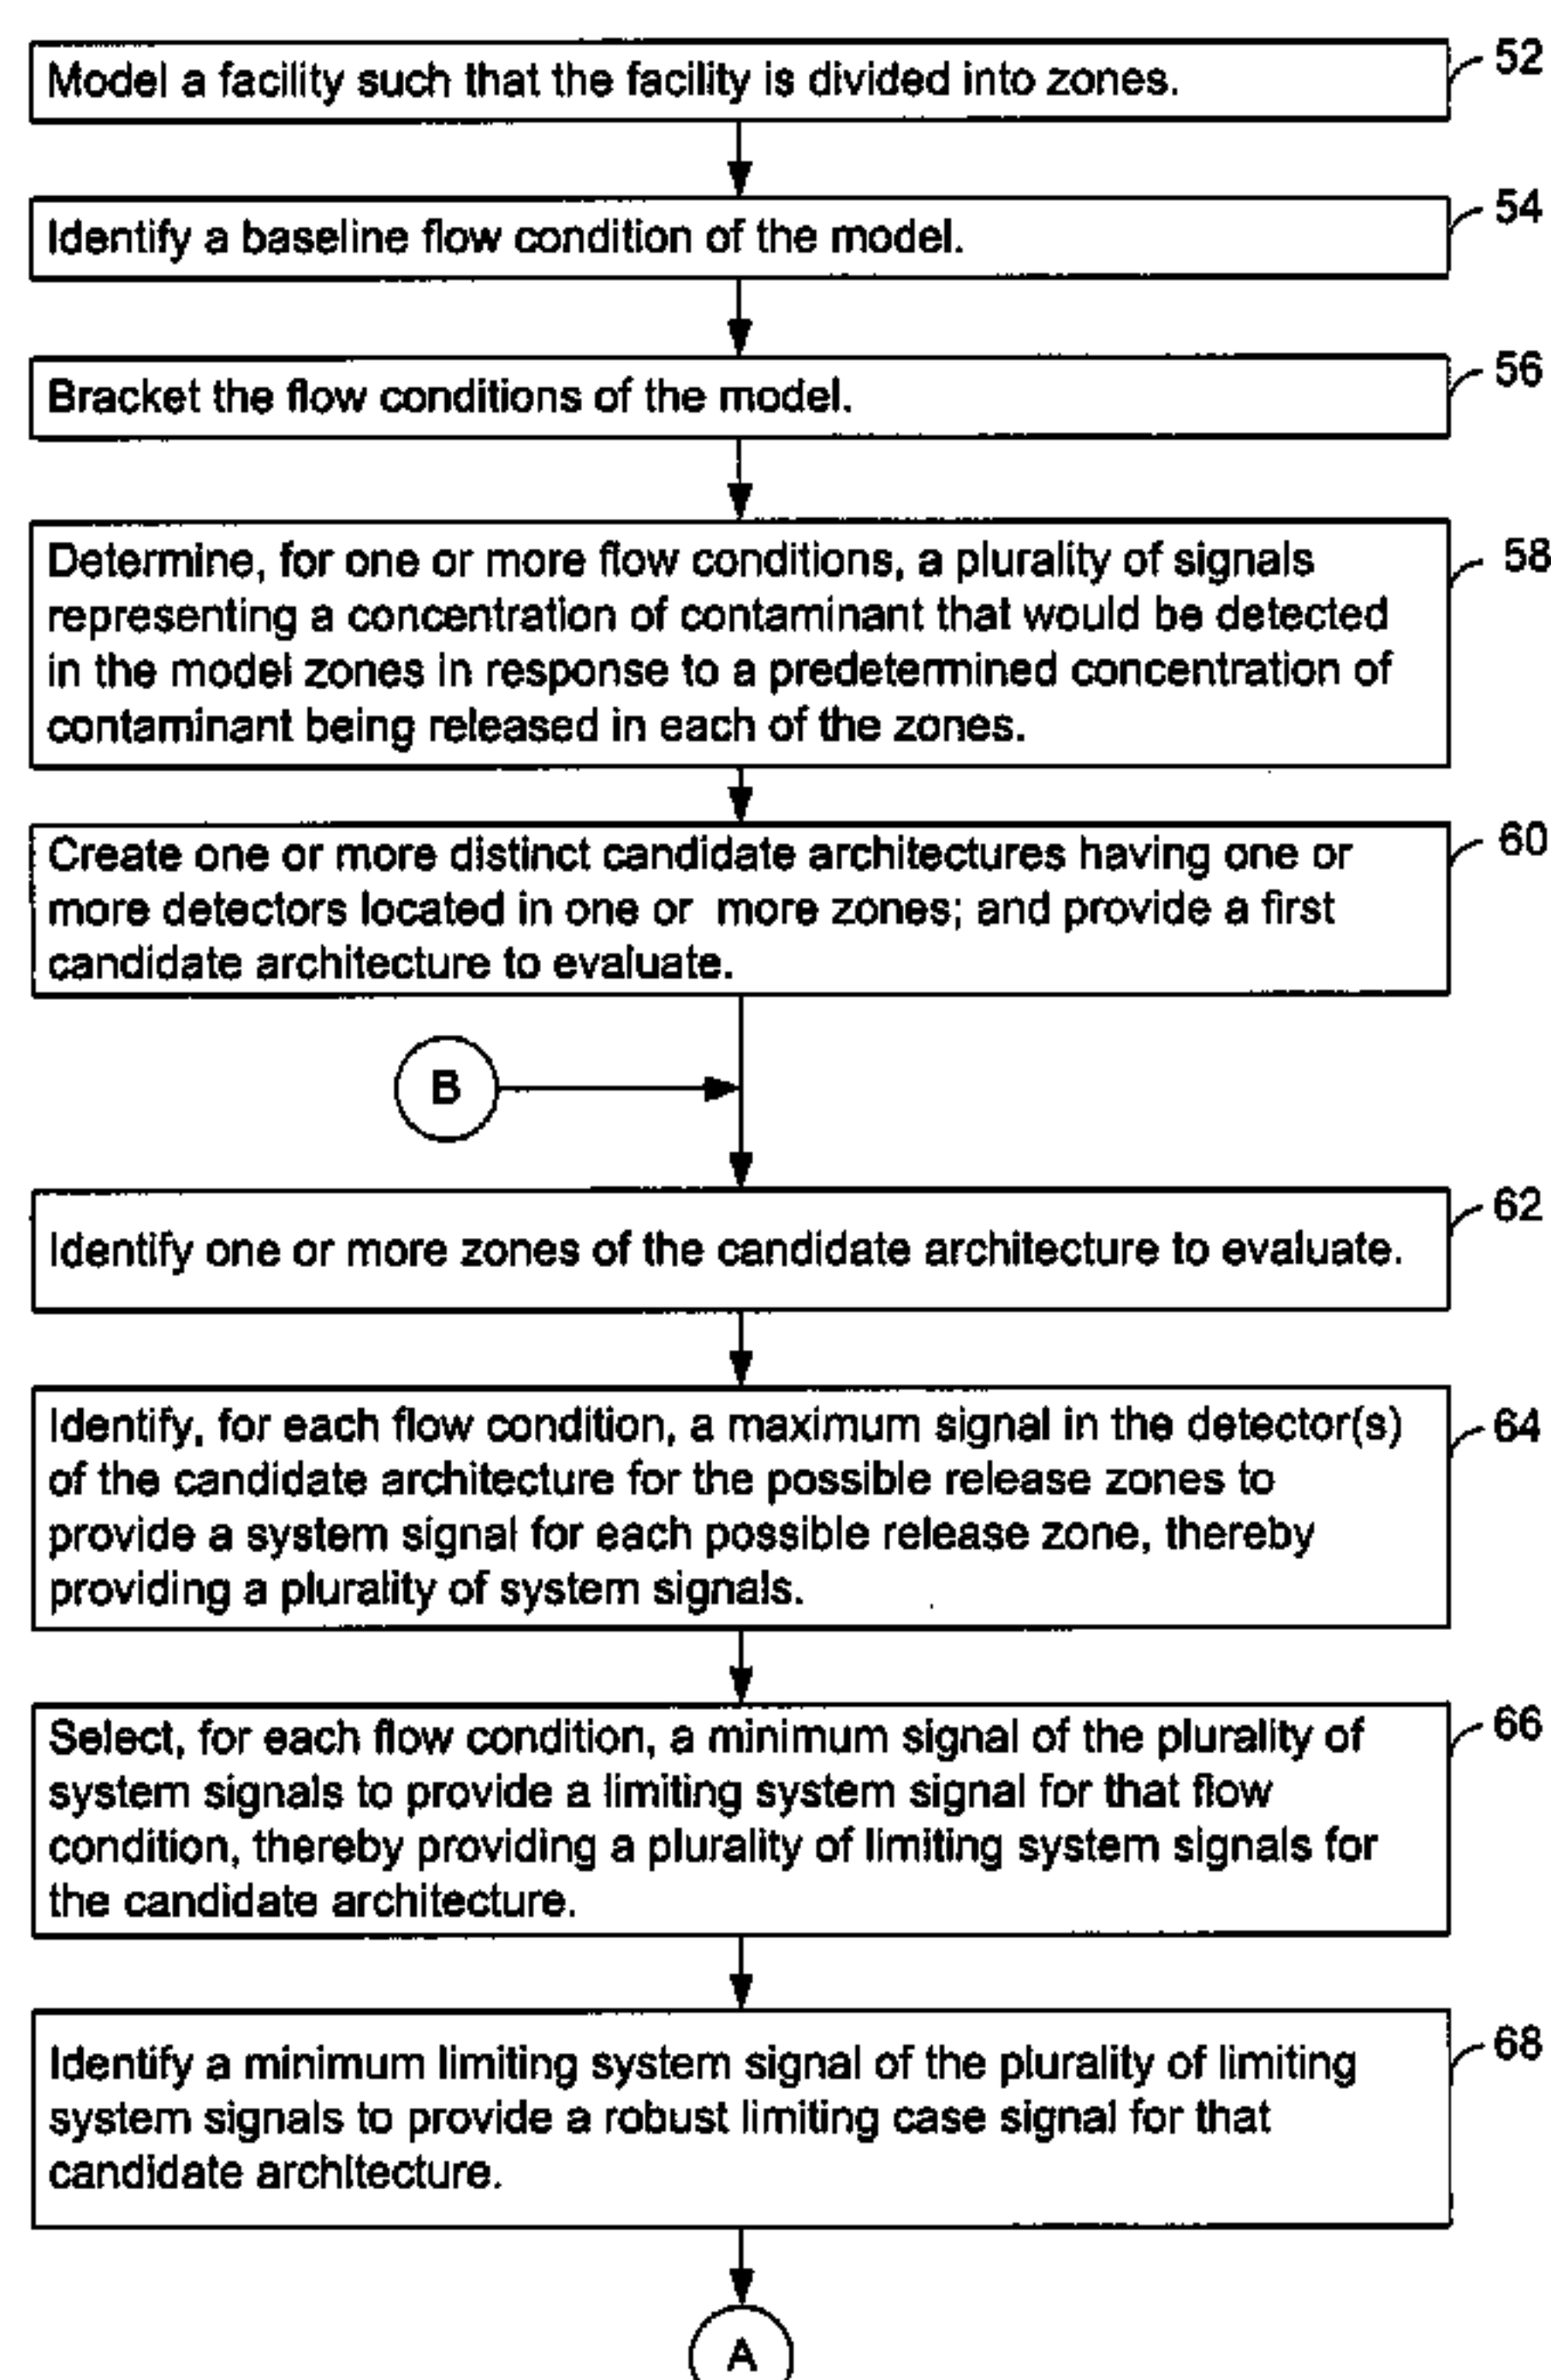 Model a facility such that the facility is divided into zones.
52
Identify a baseline flow condition of the model.
54
Bracket the flow conditions of the model.
56
Determine, for one or more flow conditions, a plurality of signals
representing a concentration of contaminant that would be detected
in the model zones in response to a predetermined concentration of
contaminant being released in each of the zones.
58
Create one or more distinct candidate architectures having one or
more detectors located in one or more zones; and provide a first
candidate architecture to evaluate.
60
B
Identify one or more zones of the candidate architecture to evaluate.
62
Identify, for each flow condition, a maximum signal in the detector(s)
of the candidate architecture for the possible release zones to
provide a system signal for each possible release zone, thereby
providing a plurality of system signals.
64
Select, for each flow condition, a minimum signal of the plurality of
system signals to provide a limiting system signal for that flow
condition, thereby providing a plurality of limiting system signals for
the candidate architecture.
66
Identify a minimum limiting system signal of the plurality of limiting
system signals to provide a robust limiting case signal for that
candidate architecture.
68
A